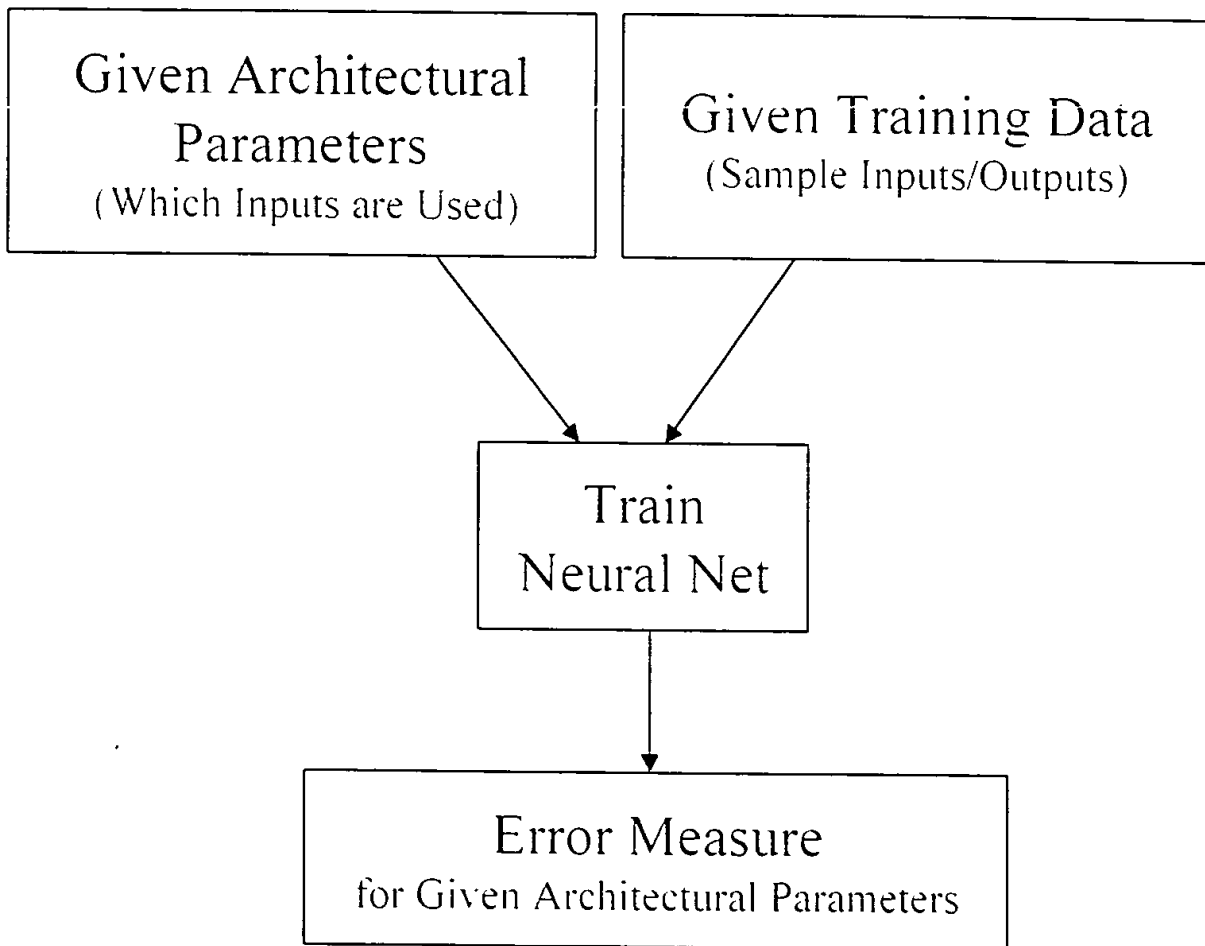 Given Architectural
Parameters
(Which Inputs are Used)
Given Training Data
(Sample Inputs/Outputs)
Train
Neural Net
Error Measure
for Given Architectural Parameters